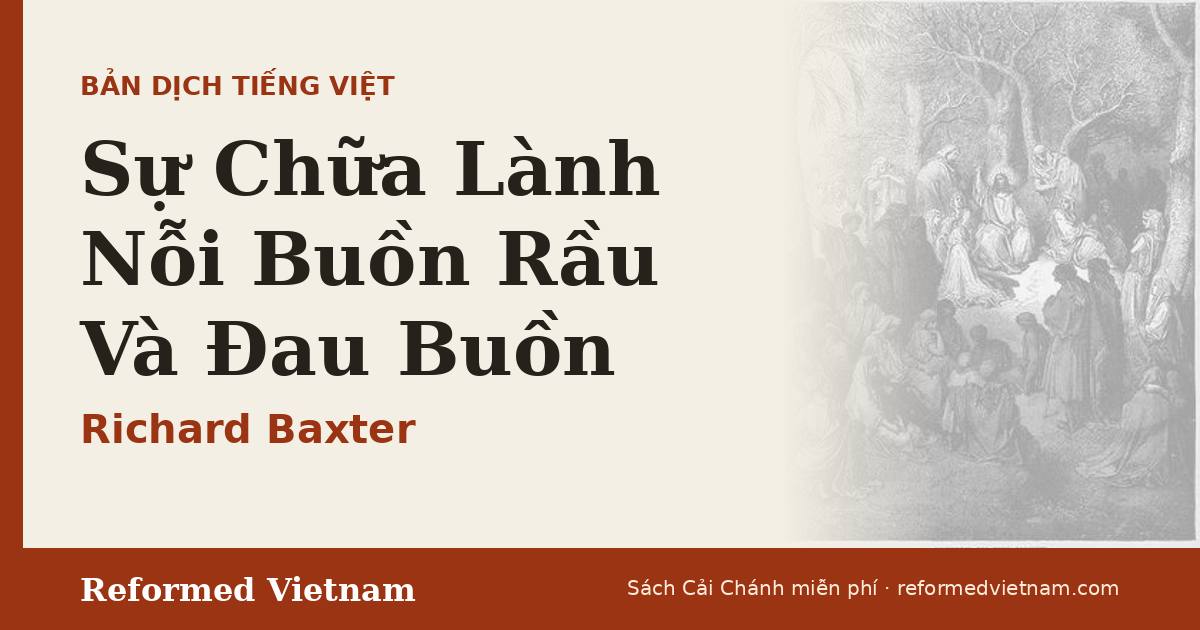 BẢN DỊCH TIẾNG VIỆT
Sự Chữa Lành
Nỗi Buồn Rầu
Và Đau Buồn
Richard Baxter
Reformed Vietnam
Sách Cải Chánh miễn phí · reformedvietnam.com